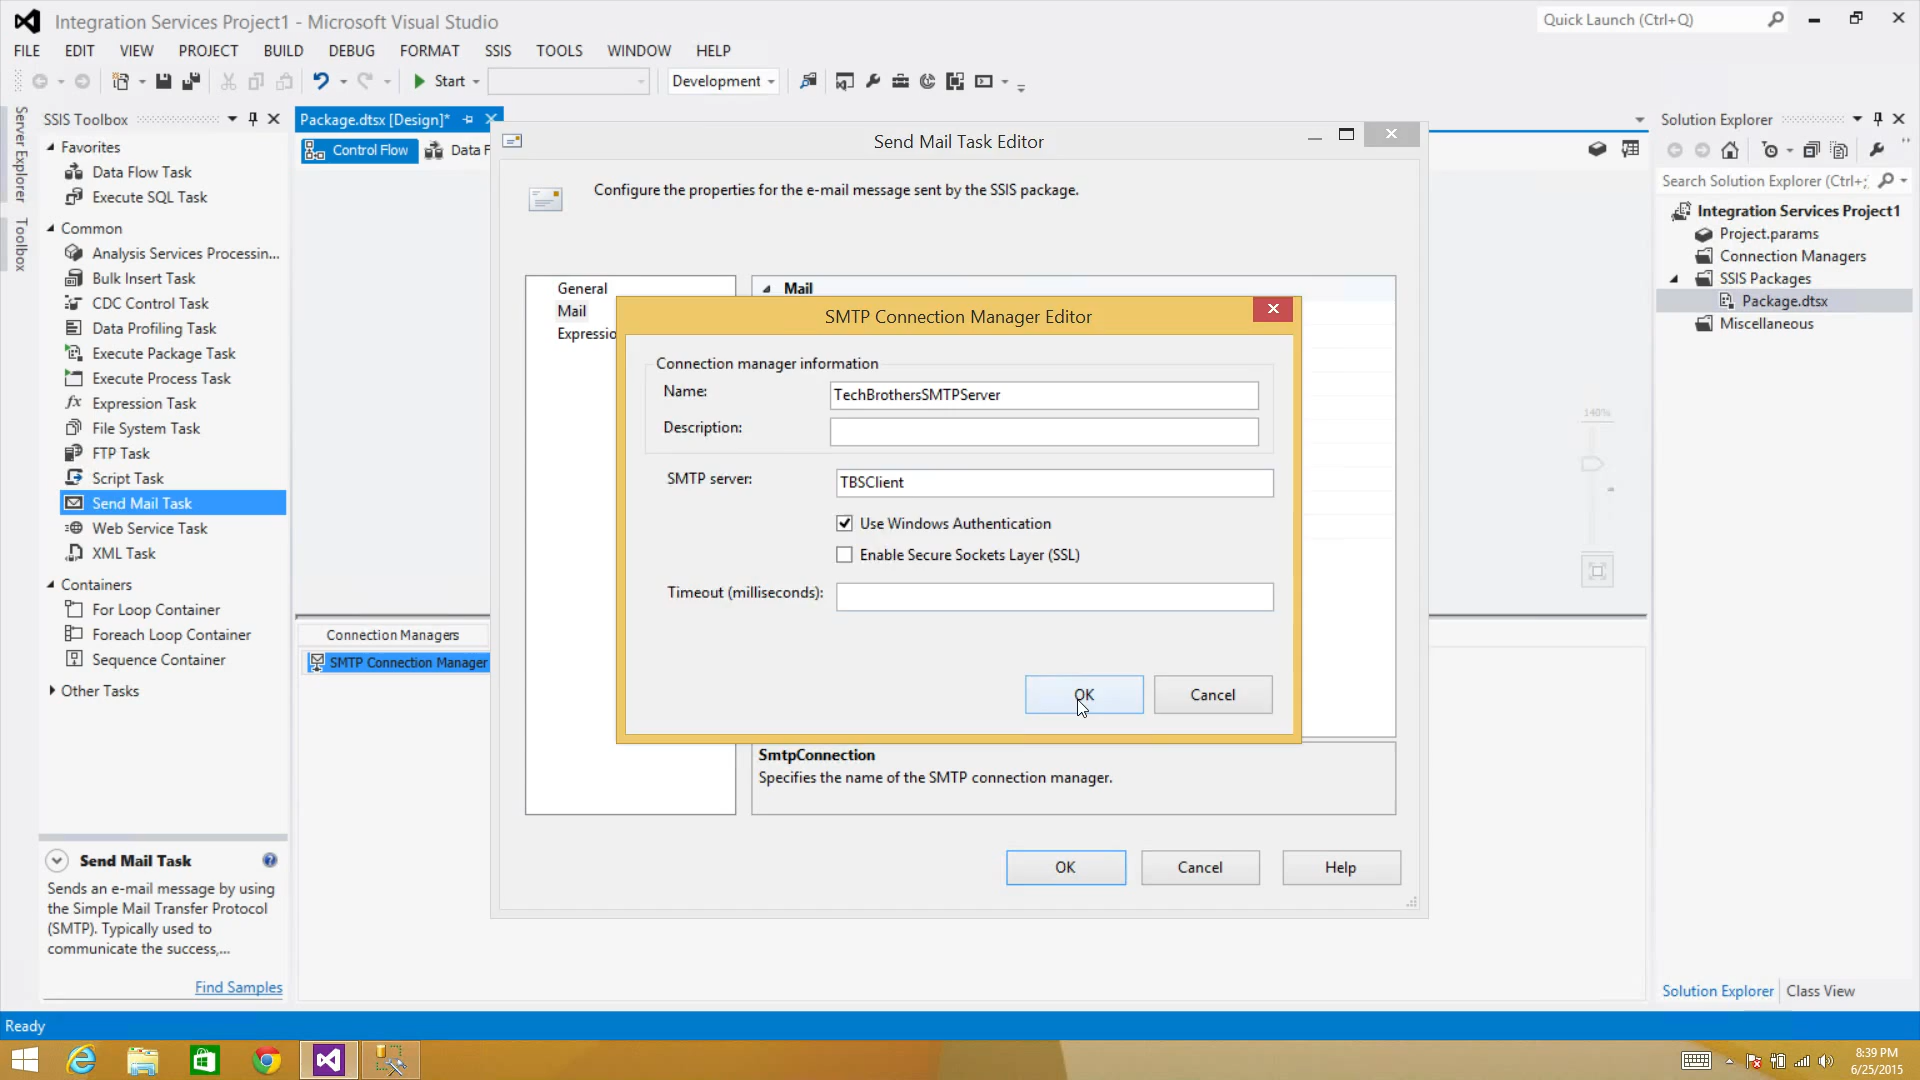 Integration Services Project1 - Microsoft Visual Studio
Quick Launch (Ctrl+Q)
FILE EDIT VIEW PROJECT BUILD DEBUG FORMAT SSIS TOOLS WINDOW HELP
Start
Development
Server Explorer
Toolbox
SSIS Toolbox
Favorites
Data Flow Task
Execute SQL Task
Common
Analysis Services Processin...
Bulk Insert Task
CDC Control Task
Data Profiling Task
Execute Package Task
Execute Process Task
Expression Task
File System Task
FTP Task
Script Task
Send Mail Task
Web Service Task
XML Task
Containers
For Loop Container
Foreach Loop Container
Sequence Container
Other Tasks
Send Mail Task
Sends an e-mail message by using
the Simple Mail Transfer Protocol
(SMTP). Typically used to
communicate the success,...
Find Samples
Package.dtsx [Design]*
Control Flow
Data F
Connection Managers
SMTP Connection Manager
140%
Send Mail Task Editor
Configure the properties for the e-mail message sent by the SSIS package.
General
Mail
Expressio
Mail
SMTP Connection Manager Editor
Connection manager information
Name: TechBrothersSMTPServer
Description:
SMTP server: TBSClient
Use Windows Authentication
Enable Secure Sockets Layer (SSL)
Timeout (milliseconds):
OK Cancel
SmtpConnection
Specifies the name of the SMTP connection manager.
OK Cancel Help
Solution Explorer
Search Solution Explorer (Ctrl+;
Integration Services Project1
Project.params
Connection Managers
SSIS Packages
Package.dtsx
Miscellaneous
Solution Explorer Class View
Ready
8:39 PM
6/25/2015